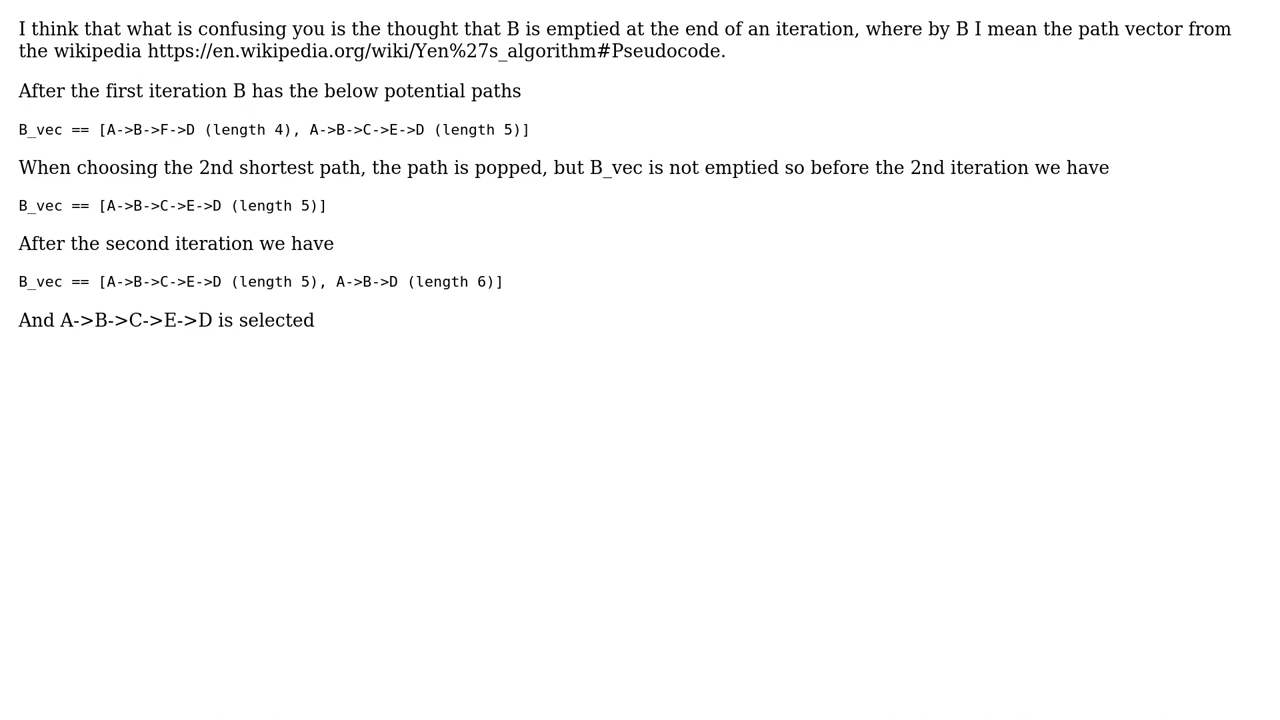 I think that what is confusing you is the thought that B is emptied at the end of an iteration, where by B I mean the path vector from
the wikipedia https://en.wikipedia.org/wiki/Yen%27s_algorithm#Pseudocode.
After the first iteration B has the below potential paths
B_vec == [A->B->F->D (length 4), A->B->C->E->D (length 5)]
When choosing the 2nd shortest path, the path is popped, but B_vec is not emptied so before the 2nd iteration we have
B_vec == [A->B->C->E->D (length 5)]
After the second iteration we have
B_vec == [A->B->C->E->D (length 5), A->B->D (length 6)]
And A->B->C->E->D is selected